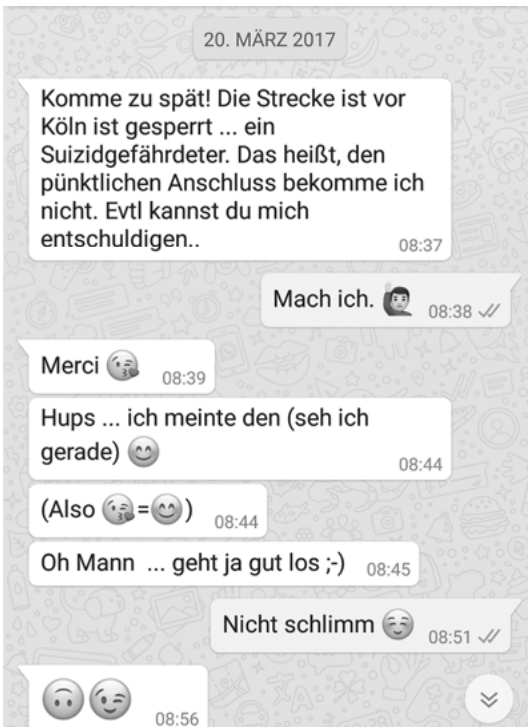 20. MÄRZ 2017
Komme zu spät! Die Strecke ist vor
Köln ist gesperrt ... ein
Suizidgefährdeter. Das heißt, den
pünktlichen Anschluss bekomme ich
nicht. Evtl kannst du mich
entschuldigen..
08:37
Mach ich. 🙋‍♂️ 08:38
Merci 😘 08:39
Hups ... ich meinte den (seh ich
gerade) 😊 08:44
(Also 😘=😊) 08:44
Oh Mann ... geht ja gut los ;-) 08:45
Nicht schlimm ☺️ 08:51
🙃😉 08:56